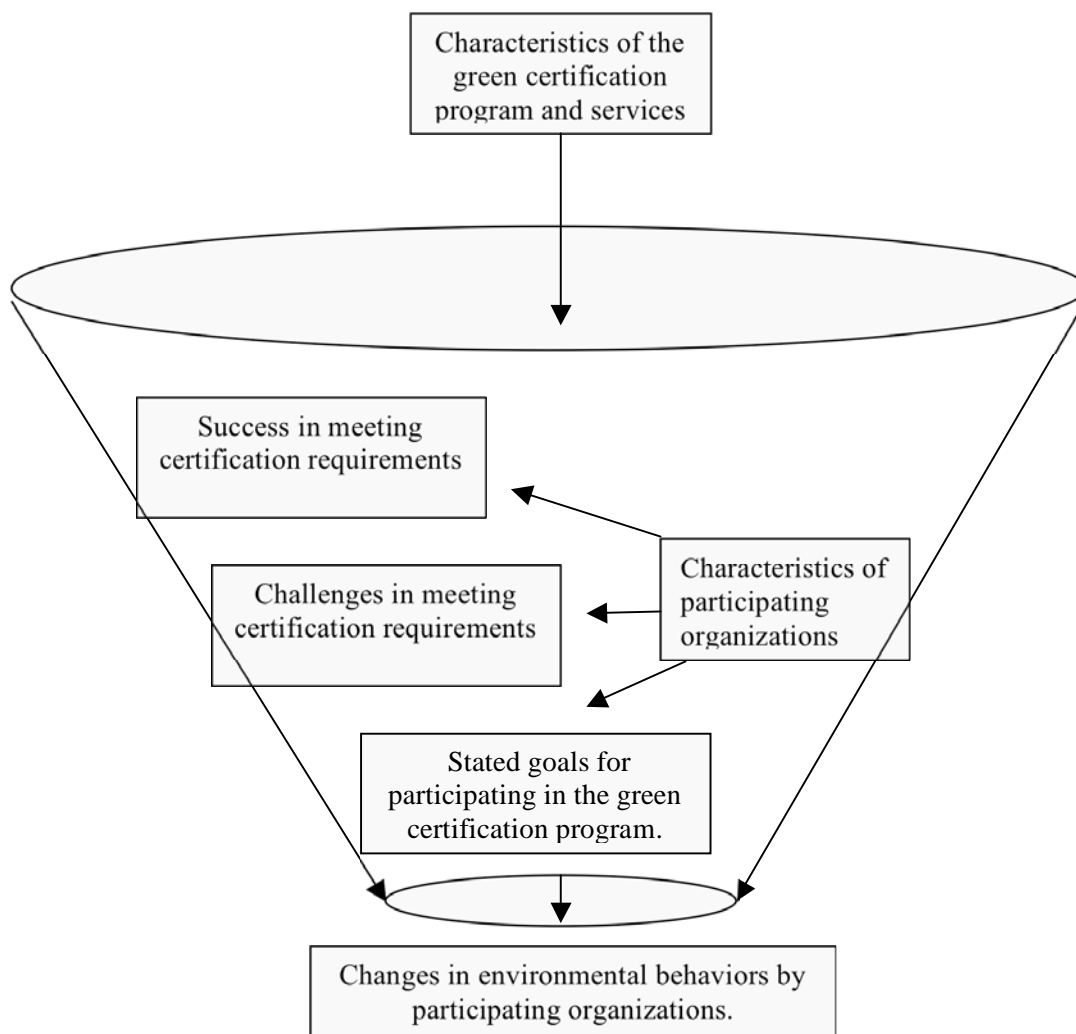 Characteristics of the
green certification
program and services
Success in meeting
certification requirements
Challenges in meeting
certification requirements
Characteristics of
participating
organizations
Stated goals for
participating in the green
certification program.
Changes in environmental behaviors by
participating organizations.